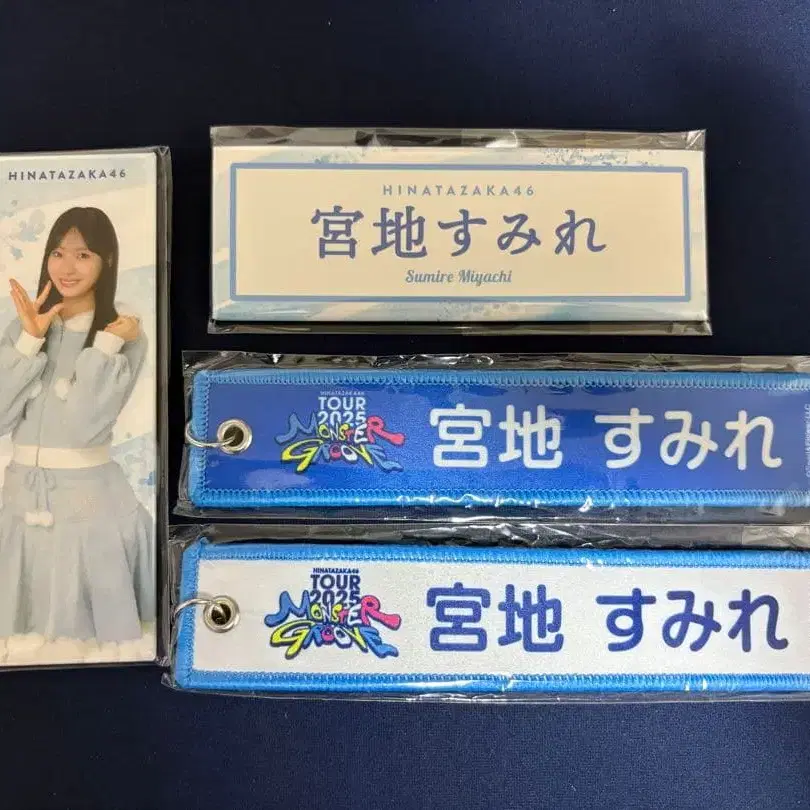 HINATAZAKA46
HINATAZAKA46
宮地すみれ
Sumire Miyachi
HINATAZAKA46
TOUR
2025
MONSTER
GROOVE
宮地 すみれ
HINATAZAKA46
TOUR
2025
MONSTER
GROOVE
宮地 すみれ